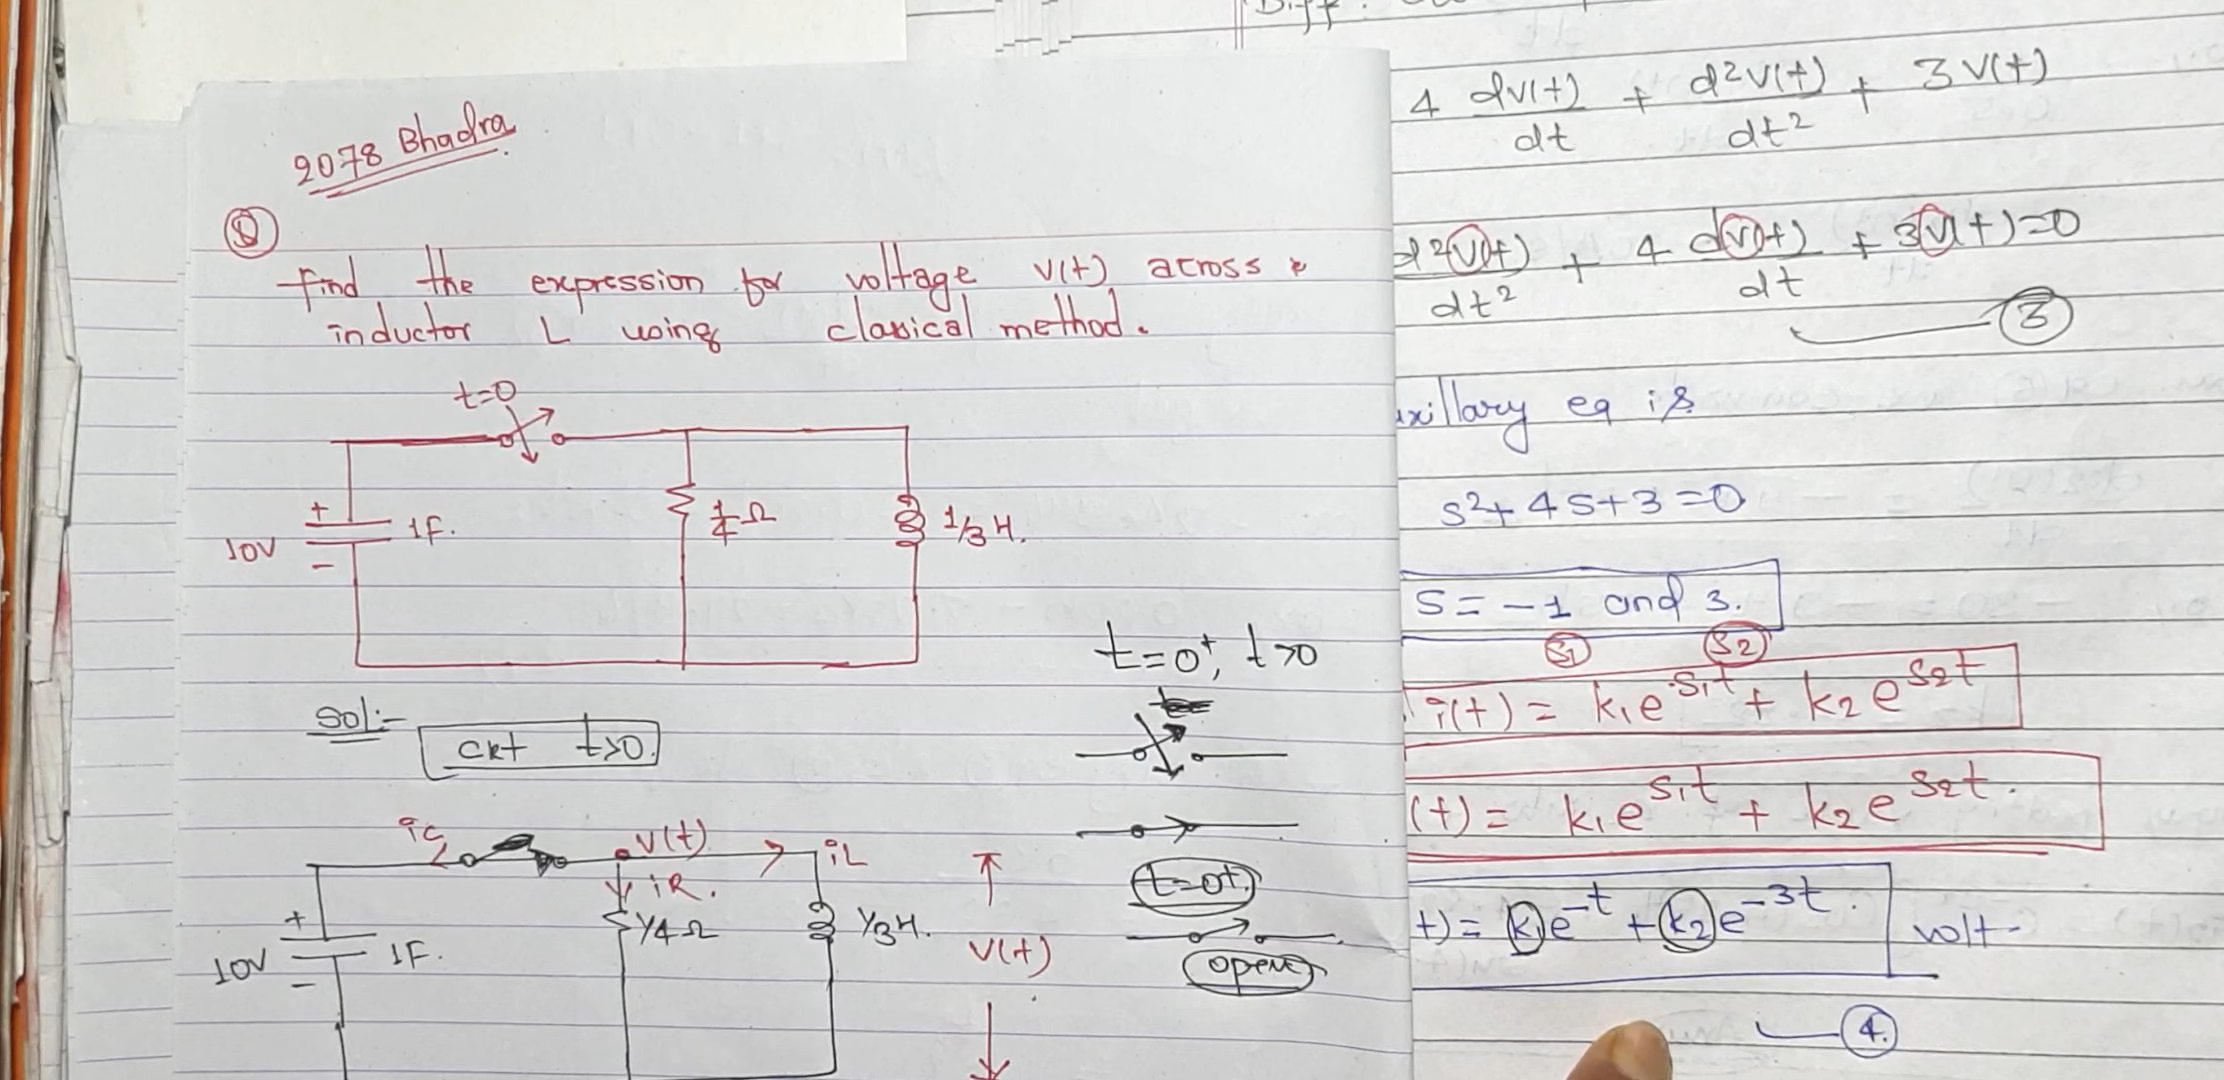 2078 Bhadra
Q
find the expression for voltage v(t) across
inductor L using clasical method.
t=0
+
10V
-
1F.
1/4 Ω
1/3 H.
sol:-
ckt t>0.
t=0⁺, t>0
ic
v(t)
iL
iR.
+
10V
-
1F.
1/4 Ω
1/3 H.
v(t)
t=0+
open
Diff.
4 dv(t)/dt + d²v(t)/dt² + 3v(t)
d²v(t)/dt² + 4 dv(t)/dt + 3v(t)=0
3
xillary eq is
s²+4s+3=0
s = -1 and 3.
S1 S2
i(t) = k₁e^s₁t + k₂e^s₂t
(t) = k₁e^s₁t + k₂e^s₂t.
t) = k₁e^-t + k₂e^-3t. volt-
4.